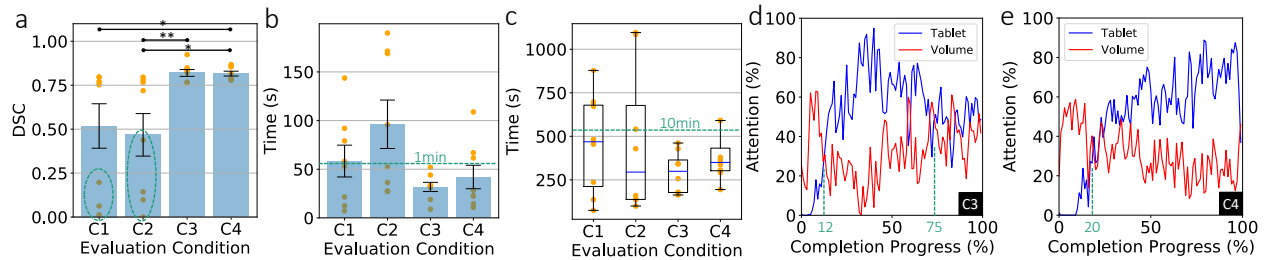 a
DSC
1.00
0.75
0.50
0.25
0.00
*
**
*
C1 C2 C3 C4
Evaluation Condition
b
Time (s)
150
100
50
0
1min
C1 C2 C3 C4
Evaluation Condition
c
Time (s)
1000
750
500
250
10min
C1 C2 C3 C4
Evaluation Condition
d
Attention (%)
100
80
60
40
20
0
Tablet
Volume
C3
0 12 50 75 100
Completion Progress (%)
e
Attention (%)
100
80
60
40
20
0
Tablet
Volume
C4
0 20 50 100
Completion Progress (%)